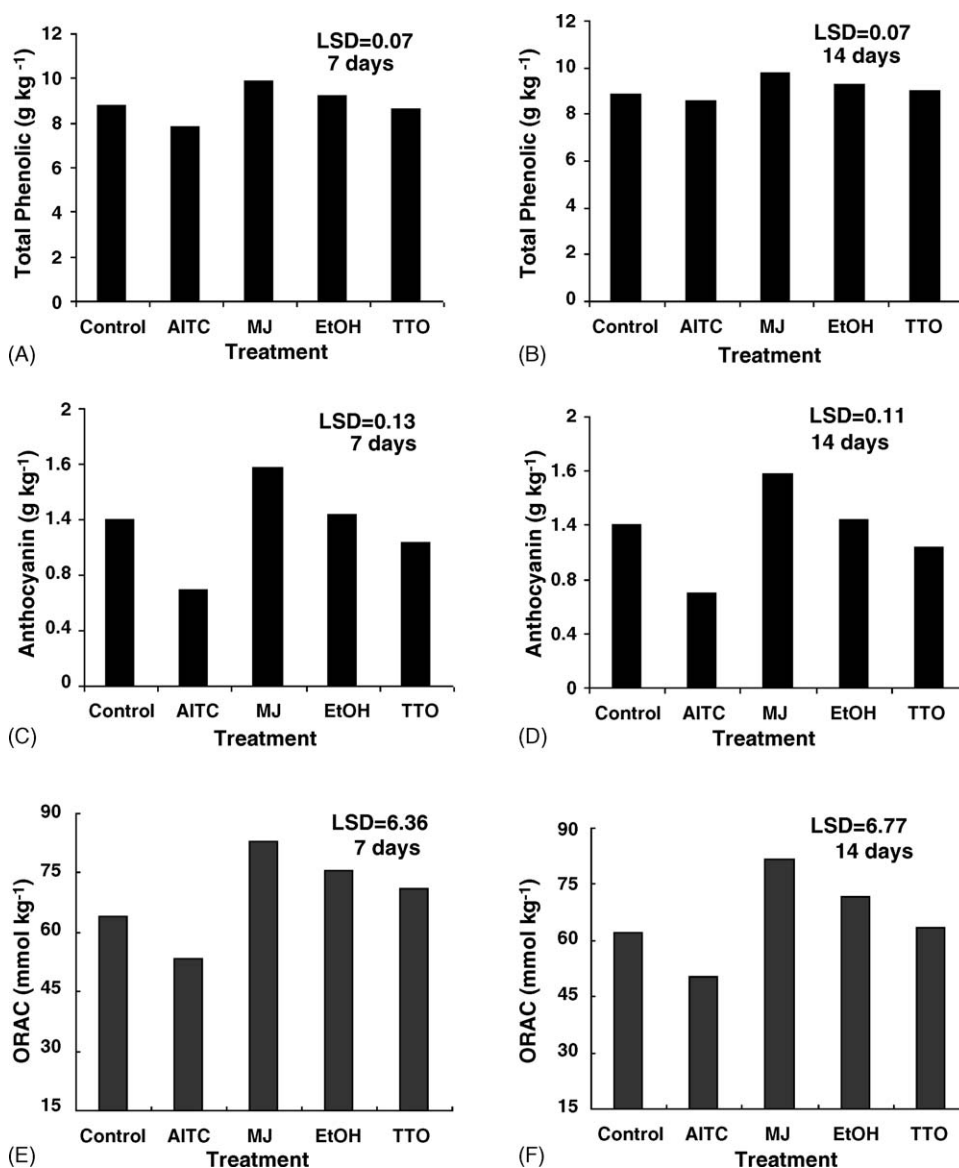 12
10
8
6
4
2
0
Total Phenolic (g kg -1)
LSD=0.07
7 days
Control AITC MJ EtOH TTO
(A) Treatment
12
10
8
6
4
2
0
Total Phenolic (g kg -1)
LSD=0.07
14 days
Control AITC MJ EtOH TTO
(B) Treatment
2
1.6
1.4
0.8
0.4
0
Anthocyanin (g kg-1)
LSD=0.13
7 days
Control AITC MJ EtOH TTO
(C) Treatment
2
1.6
1.4
0.8
0.4
0
Anthocyanin (g kg-1)
LSD=0.11
14 days
Control AITC MJ EtOH TTO
(D) Treatment
90
75
60
45
30
15
ORAC (mmol kg-1)
LSD=6.36
7 days
Control AITC MJ EtOH TTO
(E) Treatment
90
75
60
45
30
15
ORAC (mmol kg-1)
LSD=6.77
14 days
Control AITC MJ EtOH TTO
(F) Treatment